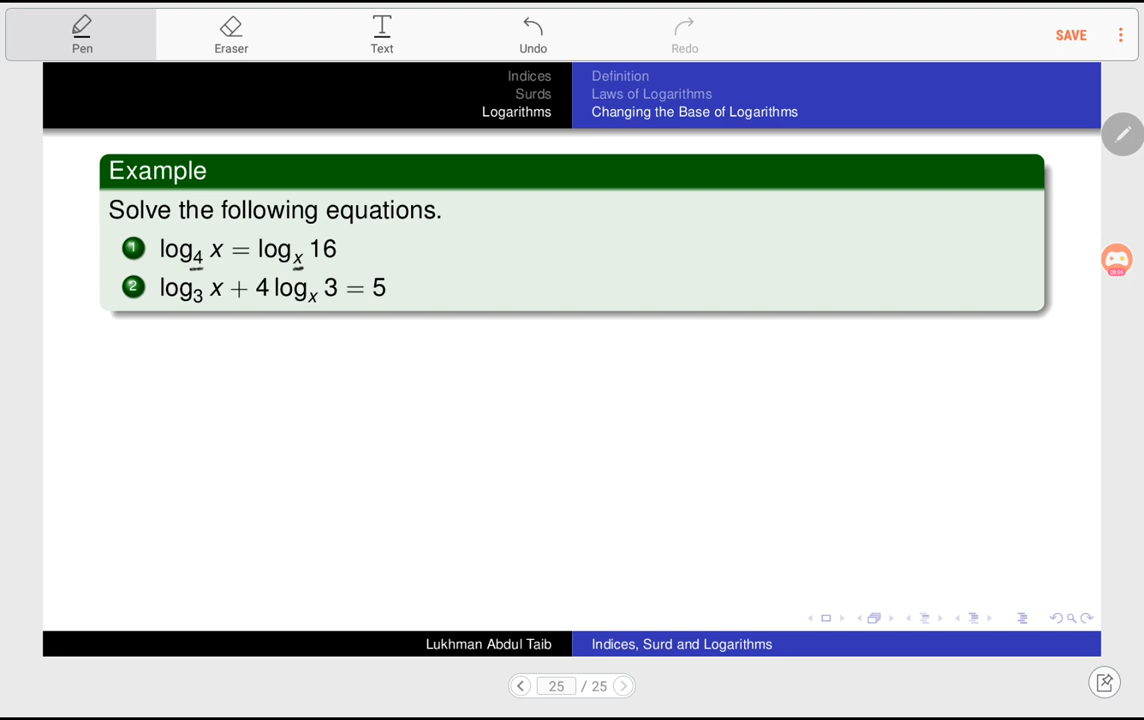 Pen
Eraser
Text
Undo
Redo
SAVE
Indices
Surds
Logarithms
Definition
Laws of Logarithms
Changing the Base of Logarithms
Example
Solve the following equations.
1 log₄ x = logₓ 16
2 log₃ x + 4 logₓ 3 = 5
Lukhman Abdul Taib
Indices, Surd and Logarithms
25 / 25